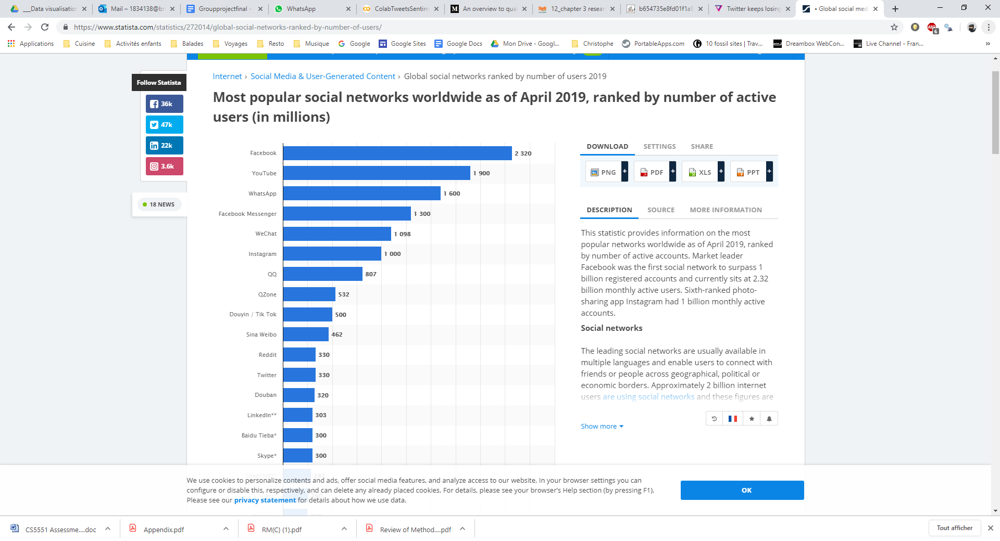 ___Data visualisation
Mail – 1834138@br
Groupprojectfinal -
WhatsApp
ColabTweetsSentim
An overview to qua
12_chapter 3 resear
b654735e8fd01f1a9
Twitter keeps losing
• Global social med
https://www.statista.com/statistics/272014/global-social-networks-ranked-by-number-of-users/
ABP
6
Applications
Cuisine
Activités enfants
Balades
Voyages
Resto
Musique
Google
Google Sites
Google Docs
Mon Drive - Googl...
Christophe
PortableApps.com
10 fossil sites | Trav...
Dreambox WebCon...
Live Channel - Fran...
»
Follow Statista
36k
47k
22k
3.6k
18 NEWS
Internet › Social Media & User-Generated Content › Global social networks ranked by number of users 2019
Most popular social networks worldwide as of April 2019, ranked by number of active
users (in millions)
Facebook 2 320
YouTube 1 900
WhatsApp 1 600
Facebook Messenger 1 300
WeChat 1 098
Instagram 1 000
QQ 807
QZone 532
Douyin / Tik Tok 500
Sina Weibo 462
Reddit 330
Twitter 330
Douban 320
LinkedIn** 303
Baidu Tieba* 300
Skype* 300
DOWNLOAD SETTINGS SHARE
PNG + PDF + XLS + PPT +
DESCRIPTION SOURCE MORE INFORMATION
This statistic provides information on the most
popular networks worldwide as of April 2019, ranked
by number of active accounts. Market leader
Facebook was the first social network to surpass 1
billion registered accounts and currently sits at 2.32
billion monthly active users. Sixth-ranked photo-
sharing app Instagram had 1 billion monthly active
accounts.
Social networks
The leading social networks are usually available in
multiple languages and enable users to connect with
friends or people across geographical, political or
economic borders. Approximately 2 billion internet
users are using social networks and these figures are
Show more
We use cookies to personalize contents and ads, offer social media features, and analyze access to our website. In your browser settings you can
configure or disable this, respectively, and can delete any already placed cookies. For details, please see your browser's Help section (by pressing F1).
Please see our privacy statement for details about how we use data.
OK
CS5551 Assessme....doc
Appendix.pdf
RM(C) (1).pdf
Review of Method....pdf
Tout afficher